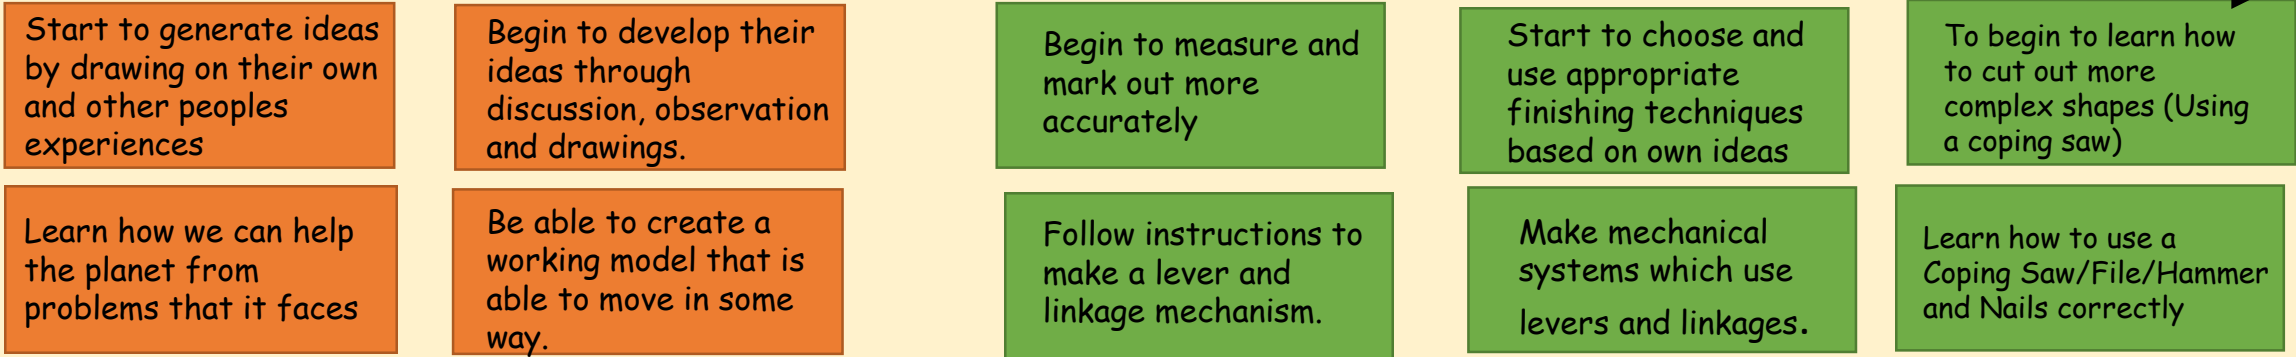 Start to generate ideas
by drawing on their own
and other peoples
experiences
Begin to develop their
ideas through
discussion, observation
and drawings.
Begin to measure and
mark out more
accurately
Start to choose and
use appropriate
finishing techniques
based on own ideas
To begin to learn how
to cut out more
complex shapes (Using
a coping saw)
Learn how we can help
the planet from
problems that it faces
Be able to create a
working model that is
able to move in some
way.
Follow instructions to
make a lever and
linkage mechanism.
Make mechanical
systems which use
levers and linkages.
Learn how to use a
Coping Saw/File/Hammer
and Nails correctly